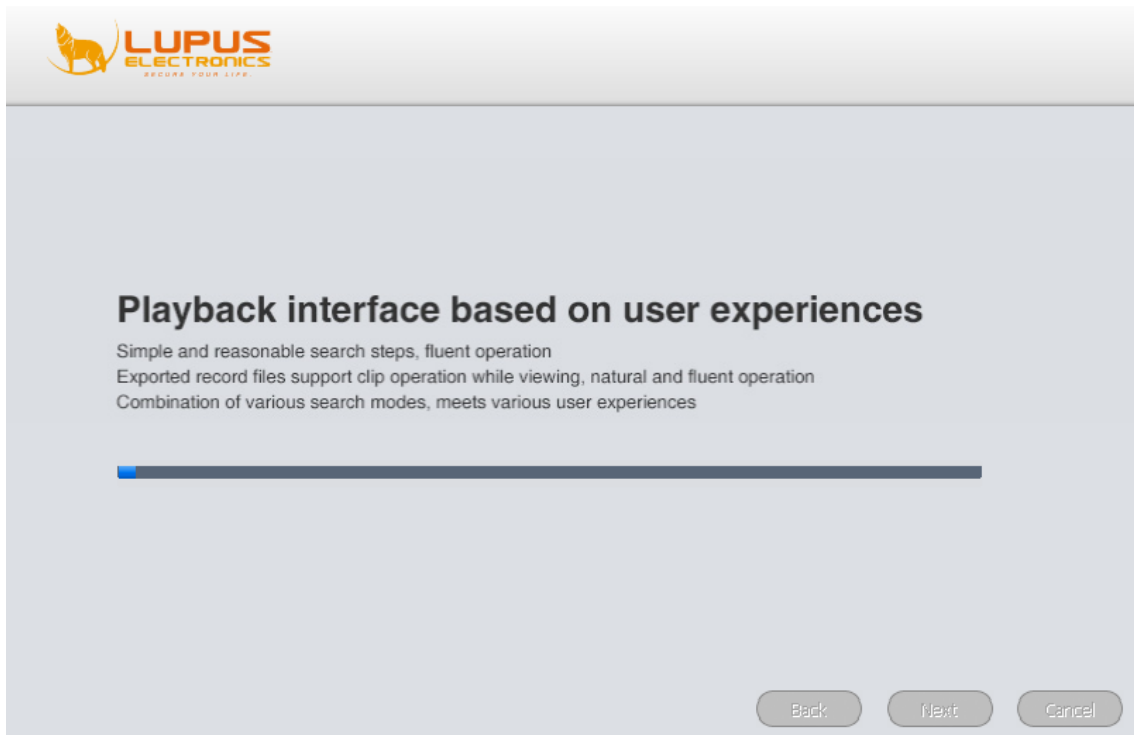 LUPUS
ELECTRONICS
SECURE YOUR LIFE.
Playback interface based on user experiences
Simple and reasonable search steps, fluent operation
Exported record files support clip operation while viewing, natural and fluent operation
Combination of various search modes, meets various user experiences
Back
Next
Cancel